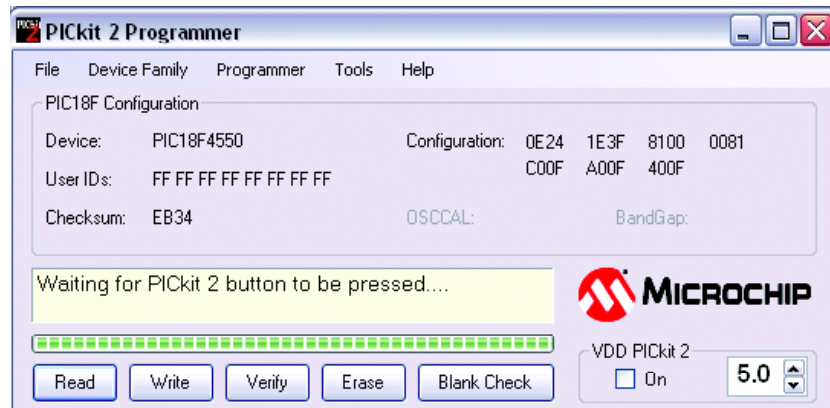 PICkit 2 Programmer
File Device Family Programmer Tools Help
PIC18F Configuration
Device: PIC18F4550 Configuration: 0E24 1E3F 8100 0081
C00F A00F 400F
User IDs: FF FF FF FF FF FF FF FF
Checksum: EB34 OSCCAL: BandGap:
Waiting for PICkit 2 button to be pressed....
MICROCHIP
VDD PICkit 2
On 5.0
Read Write Verify Erase Blank Check